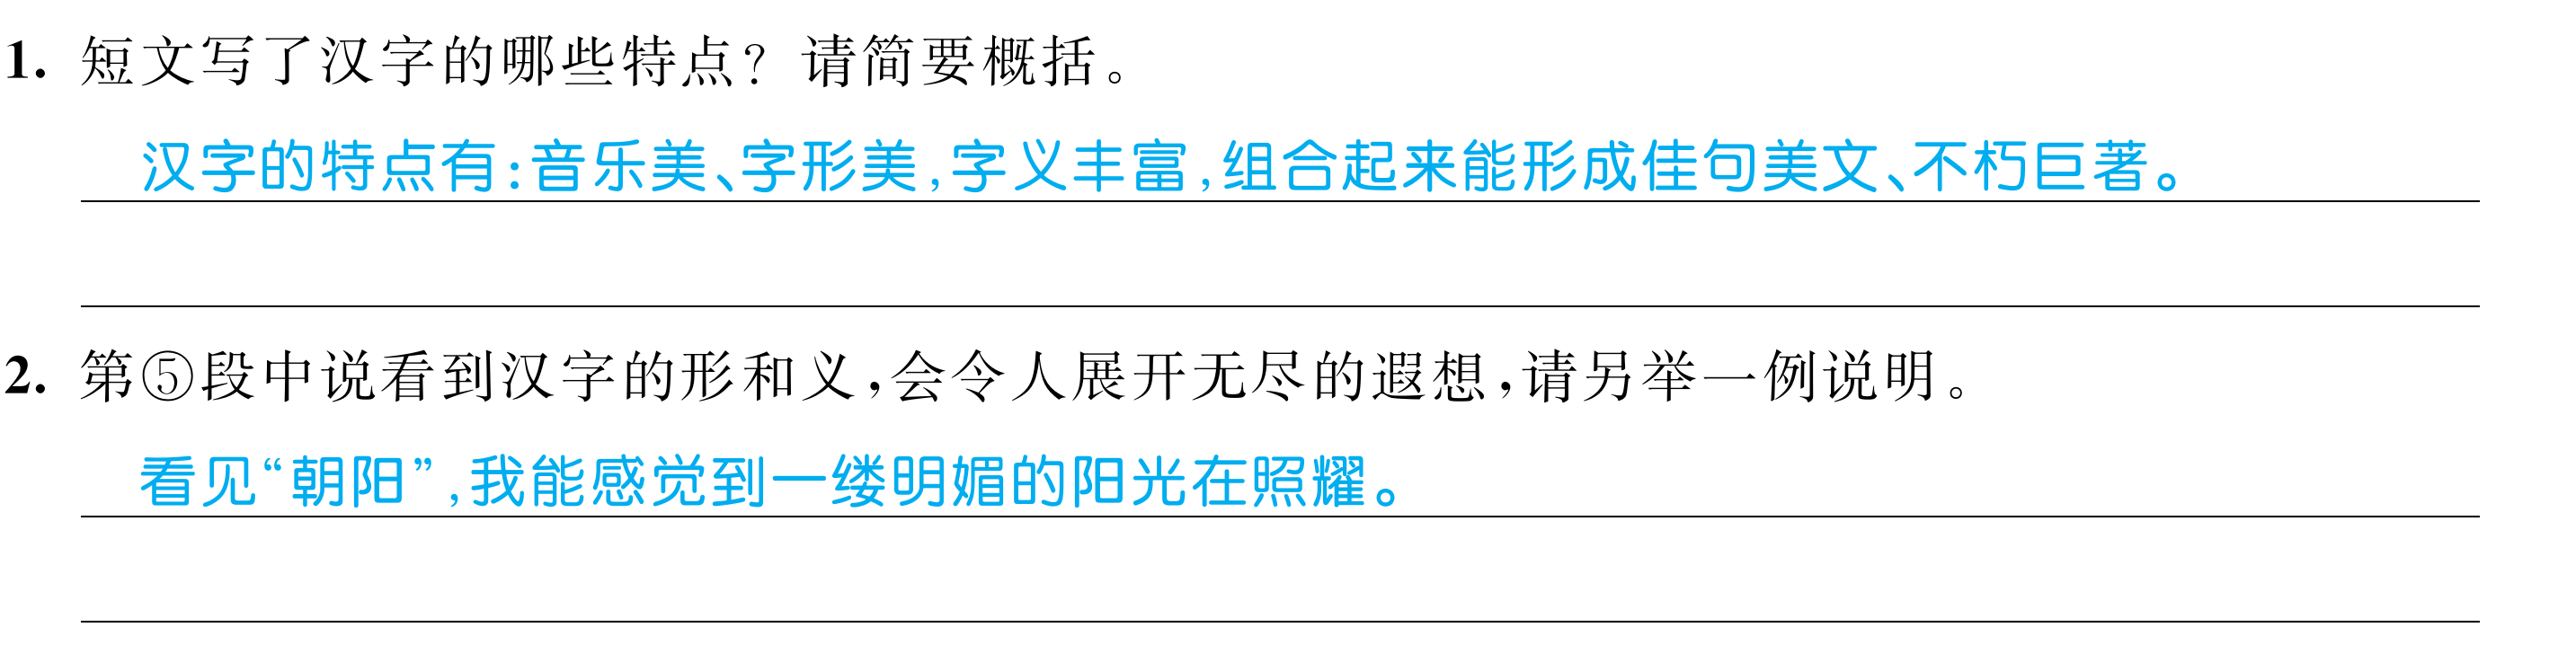 1. 短文写了汉字的哪些特点？请简要概括。
汉字的特点有：音乐美、字形美，字义丰富，组合起来能形成佳句美文、不朽巨著。
2. 第⑤段中说看到汉字的形和义，会令人展开无尽的遐想，请另举一例说明。
看见“朝阳”，我能感觉到一缕明媚的阳光在照耀。